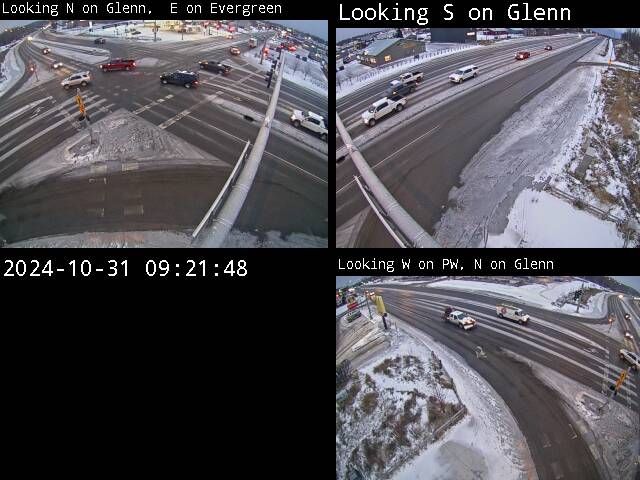 Looking N on Glenn, E on Evergreen
Looking S on Glenn
2024-10-31 09:21:48
Looking W on PW, N on Glenn